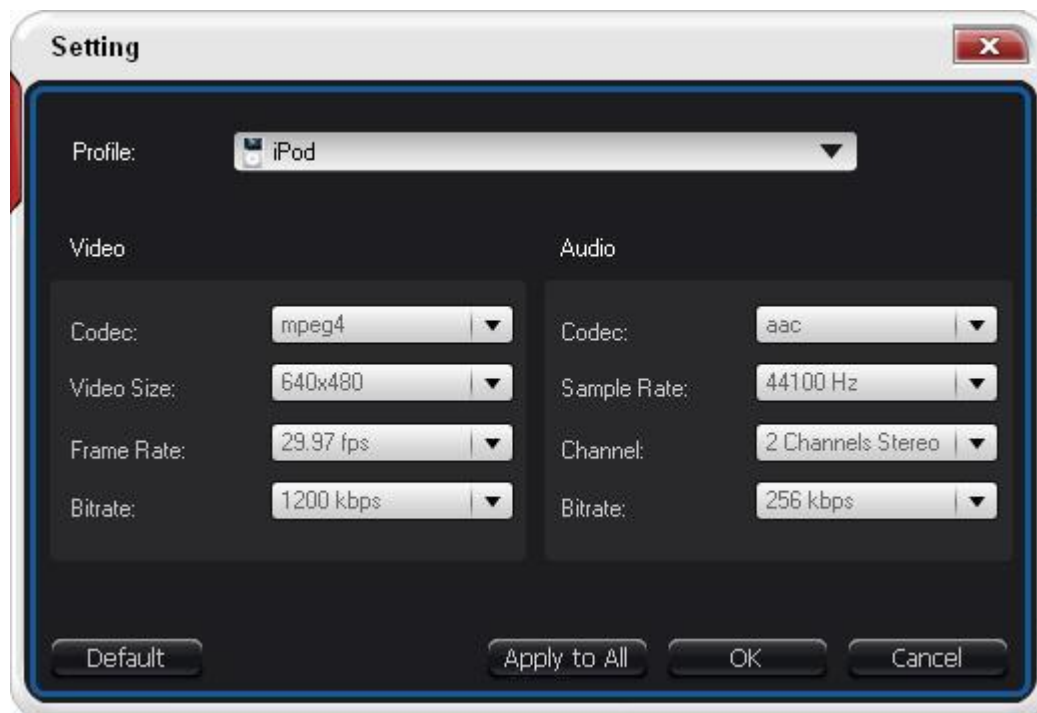 Setting
Profile: iPod
Video
Codec: mpeg4
Video Size: 640x480
Frame Rate: 29.97 fps
Bitrate: 1200 kbps
Audio
Codec: aac
Sample Rate: 44100 Hz
Channel: 2 Channels Stereo
Bitrate: 256 kbps
Default Apply to All OK Cancel